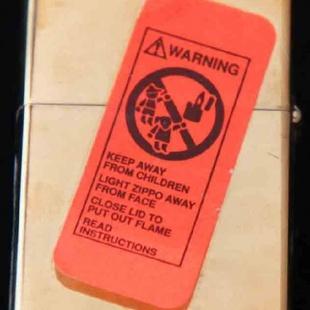 WARNING
KEEP AWAY
FROM CHILDREN
LIGHT ZIPPO AWAY
FROM FACE
CLOSE LID TO
PUT OUT FLAME
READ
INSTRUCTIONS